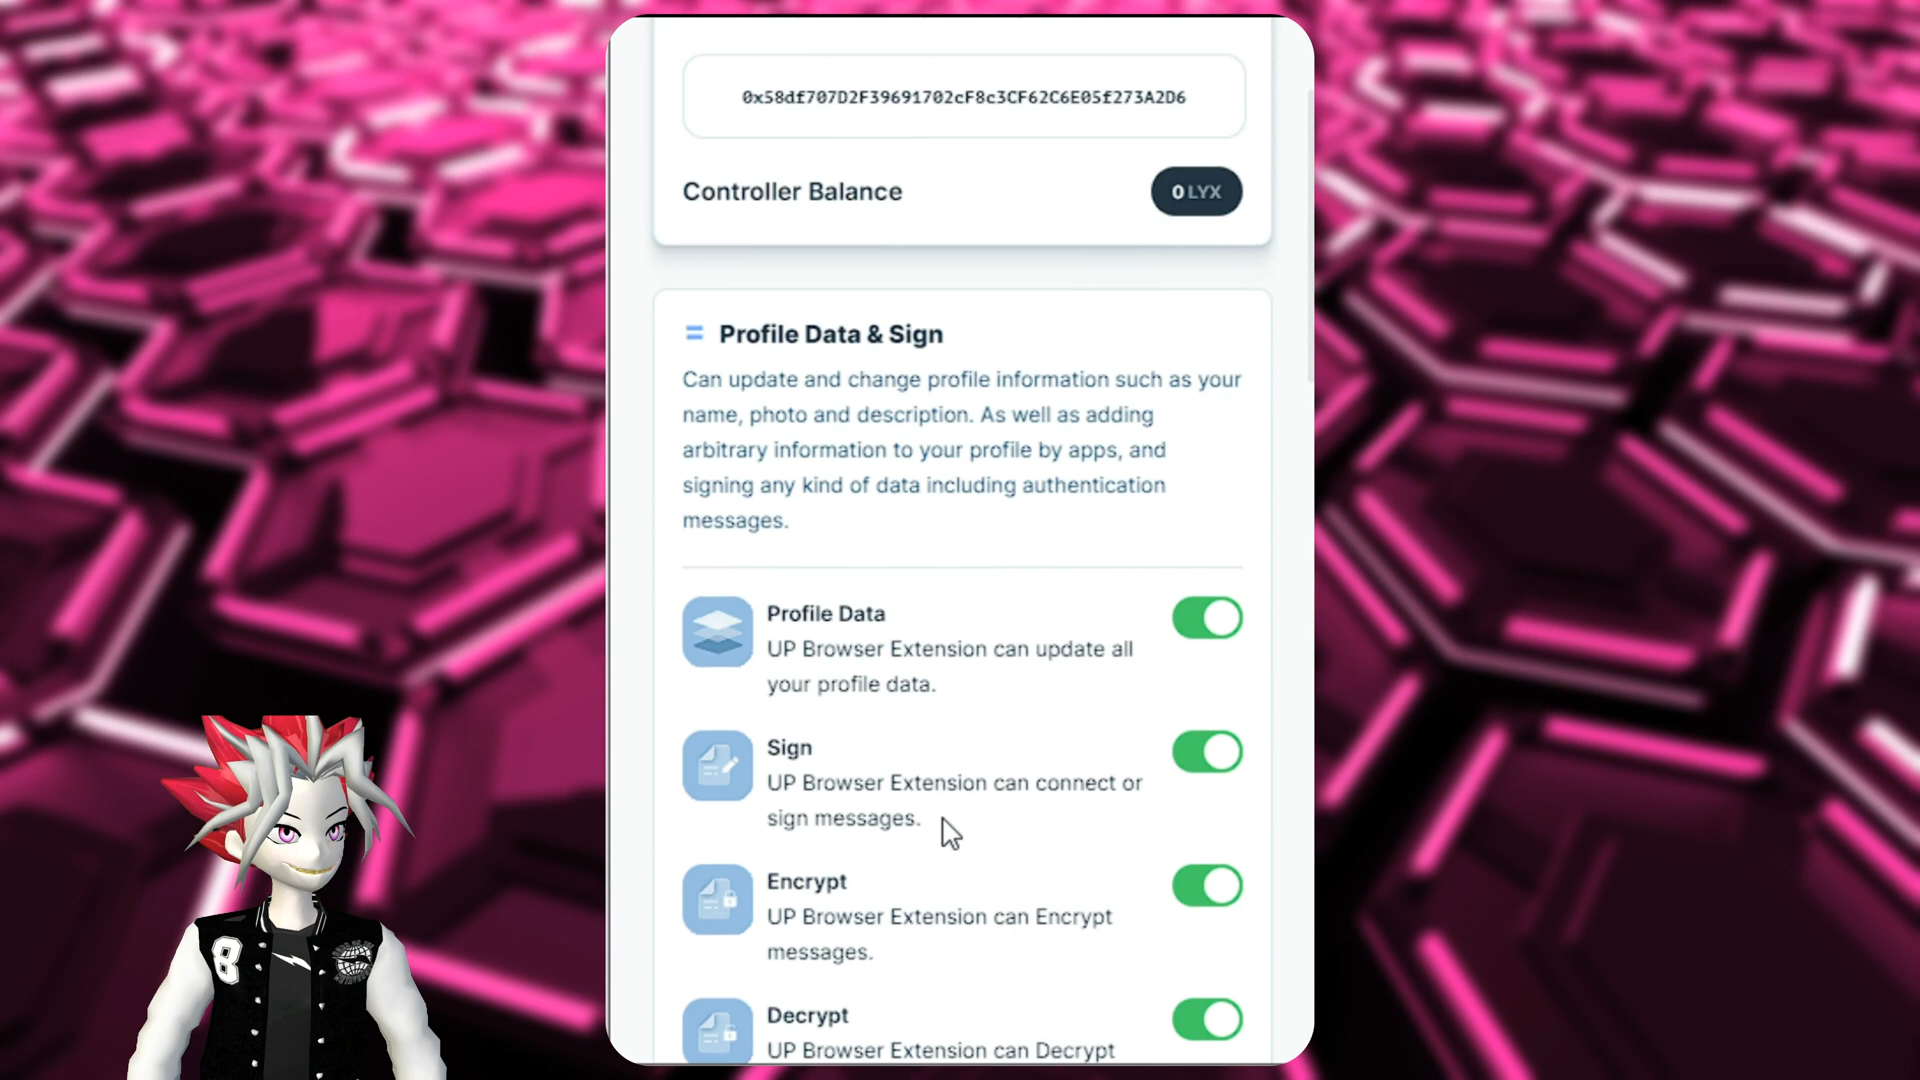 0x58df707D2F39691702cF8c3CF62C6E05f273A2D6
Controller Balance
0 LYX
Profile Data & Sign
Can update and change profile information such as your
name, photo and description. As well as adding
arbitrary information to your profile by apps, and
signing any kind of data including authentication
messages.
Profile Data
UP Browser Extension can update all
your profile data.
Sign
UP Browser Extension can connect or
sign messages.
Encrypt
UP Browser Extension can Encrypt
messages.
Decrypt
UP Browser Extension can Decrypt
8